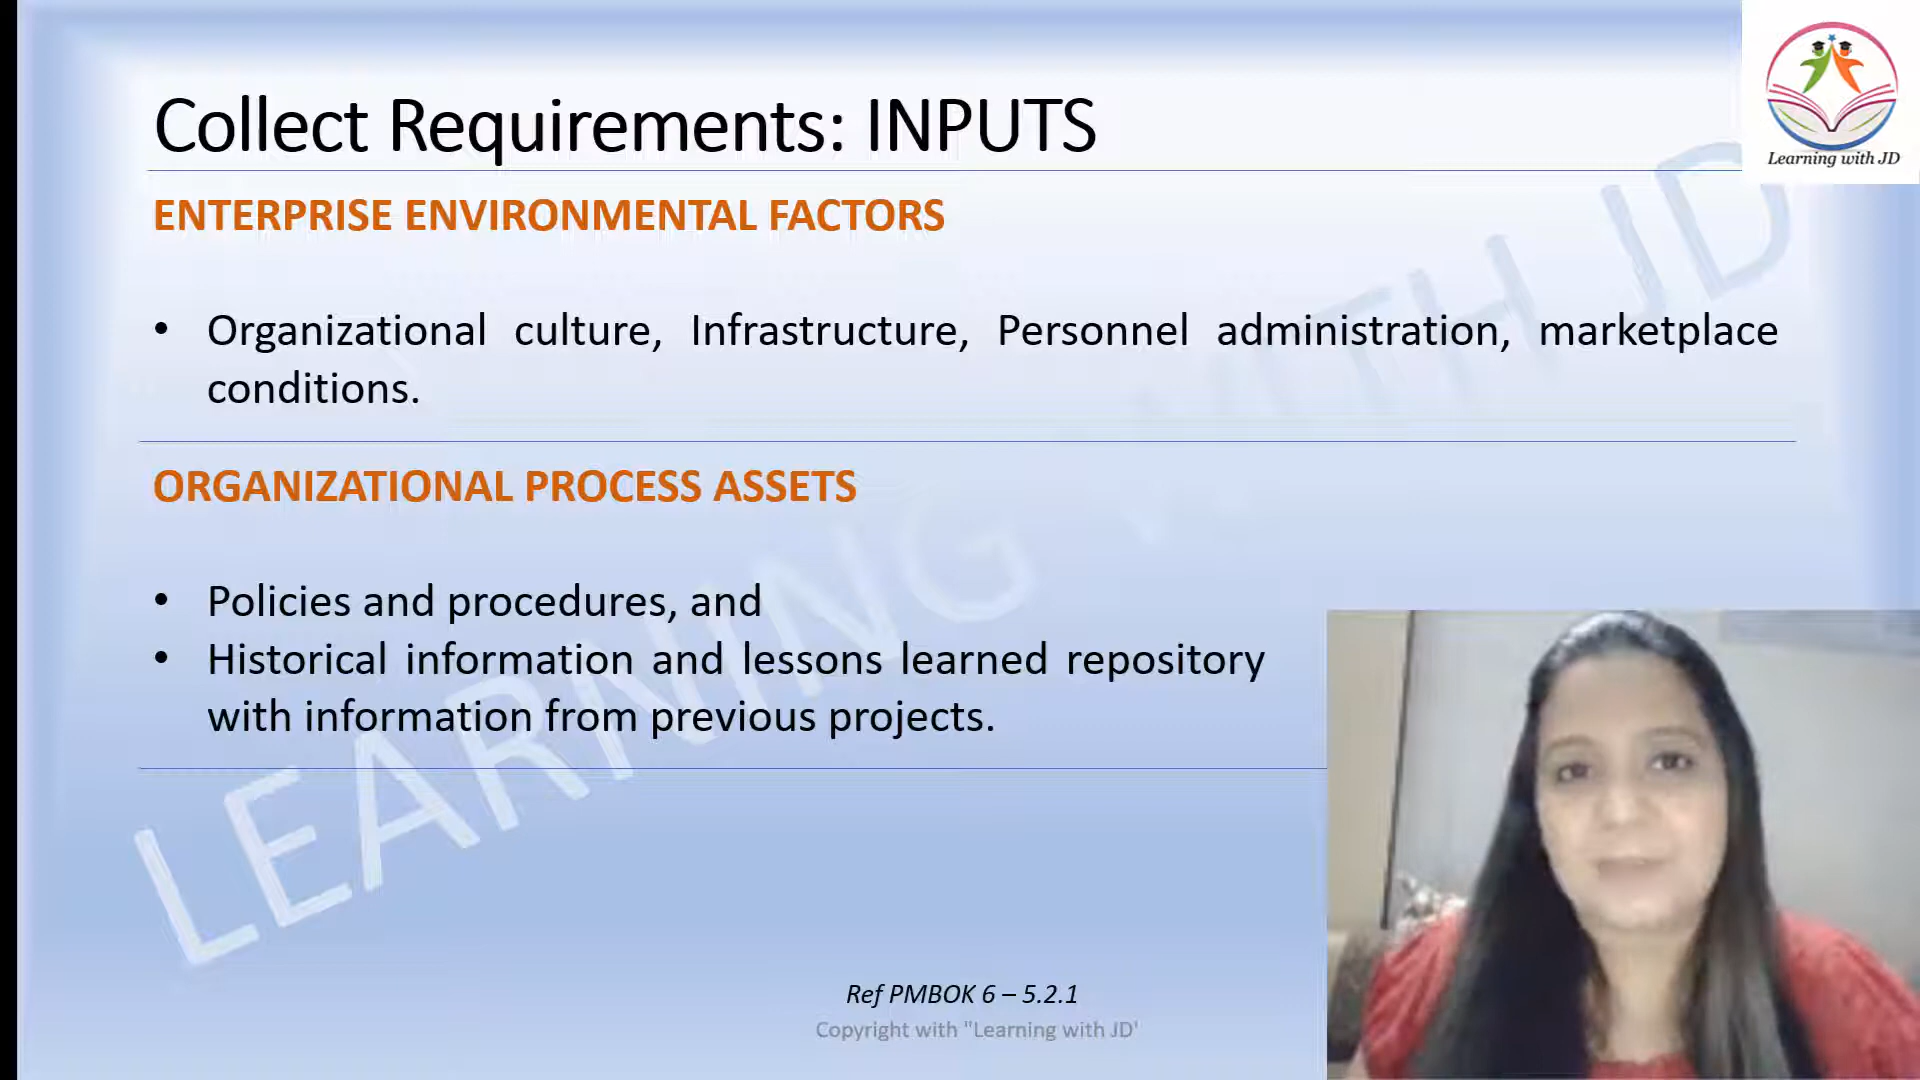 Collect Requirements: INPUTS
Learning with JD
ENTERPRISE ENVIRONMENTAL FACTORS
• Organizational culture, Infrastructure, Personnel administration, marketplace
conditions.
ORGANIZATIONAL PROCESS ASSETS
• Policies and procedures, and
• Historical information and lessons learned repository
with information from previous projects.
LEARNING WITH JD
Ref PMBOK 6 – 5.2.1
Copyright with "Learning with JD'